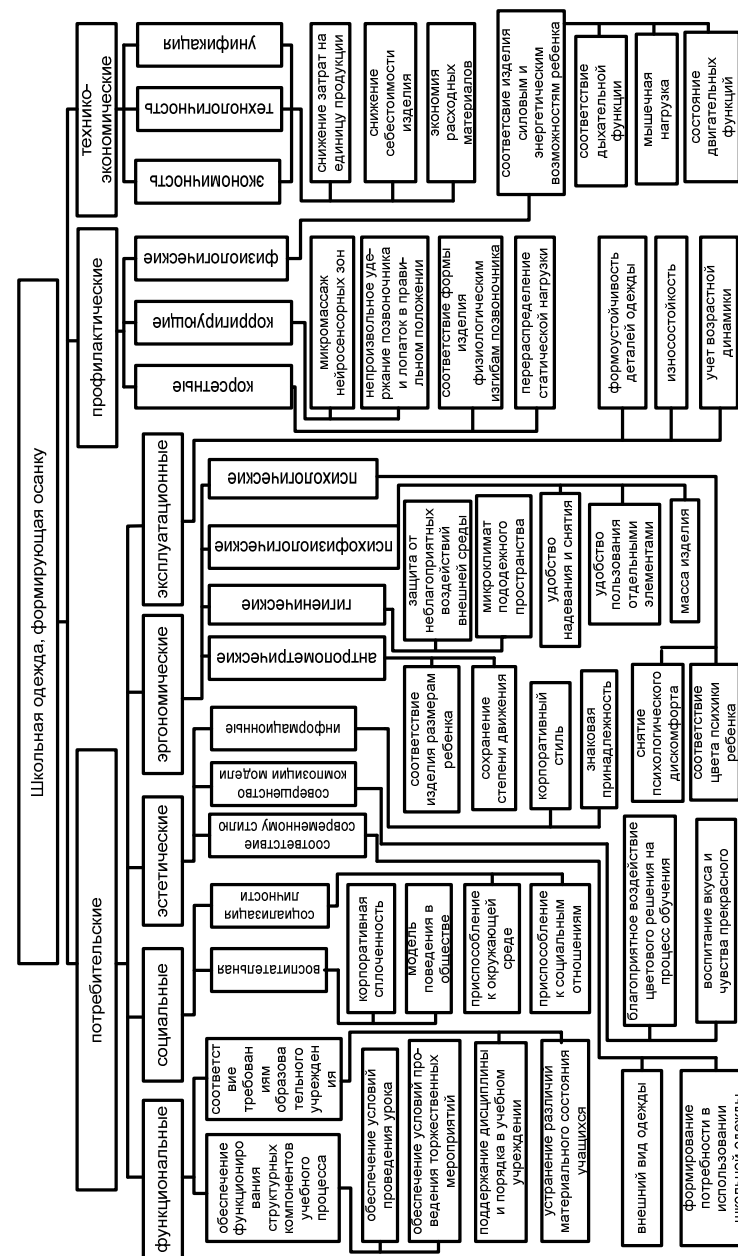 Школьная одежда, формирующая осанку
потребительские
профилактические
технико-
экономические
функциональные
социальные
эстетические
эргономические
эксплуатационные
корсетные
корригирующие
физиологические
экономичность
технологичность
унификация
обеспечение
функциониро
вания
структурных
компонентов
учебного
процесса
соответст
вие
требован
иям
образова
тельного
учрежден
ия
воспитательная
социализация
личности
соответствие
современному стилю
совершенство
композиции модели
информационные
антропометрические
гигиенические
психофизиологические
психологические
обеспечение условий
проведения урока
обеспечение условий про-
ведения торжественных
мероприятий
поддержание дисциплины
и порядка в учебном
учреждении
устранение различий
материального состояния
учащихся
внешний вид одежды
формирование
потребности в
использовании
школьной одежды
корпоративная
сплоченность
модель
поведения в
обществе
приспособление
к окружающей
среде
приспособление
к социальным
отношениям
благоприятное воздействие
цветового решения на
процесс обучения
воспитание вкуса и
чувства прекрасного
соответствие
изделия размерам
ребенка
сохранение
степени движения
корпоративный
стиль
знаковая
принадлежность
снятие
психологического
дискомфорта
соответствие
цвета психики
ребенка
защита от
неблагоприятных
воздействий
внешней среды
микроклимат
пододежного
пространства
удобство
надевания и снятия
удобство
пользования
отдельными
элементами
масса изделия
микромассаж
нейросенсорных зон
непроизвольное уде-
ржание позвоночника
и лопаток в прави-
льном положении
соответствие формы
изделия
физиологическим
изгибам позвоночника
перераспределение
статической нагрузки
формоустойчивость
деталей одежды
износостойкость
учет возрастной
динамики
снижение затрат на
единицу продукции
снижение
себестоимости
изделия
экономия
расходных
материалов
соответсвие изделия
силовым и
энергетическим
возможностям ребенка
соответствие
дыхательной
функции
мышечная
нагрузка
состояние
двигательных
функций